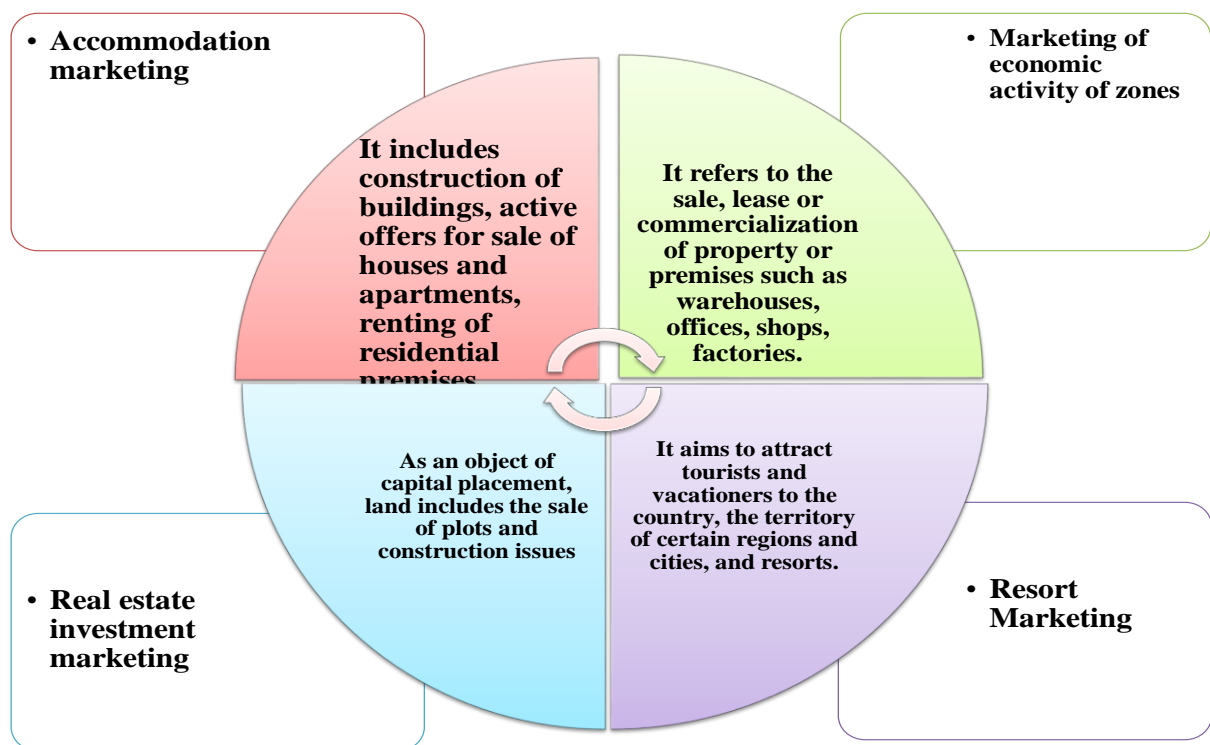 • Accommodation
marketing
It includes
construction of
buildings, active
offers for sale of
houses and
apartments,
renting of
residential
premises
• Marketing of
economic
activity of zones
It refers to the
sale, lease or
commercialization
of property or
premises such as
warehouses,
offices, shops,
factories.
• Real estate
investment
marketing
As an object of
capital placement,
land includes the sale
of plots and
construction issues
• Resort
Marketing
It aims to attract
tourists and
vacationers to the
country, the territory
of certain regions and
cities, and resorts.